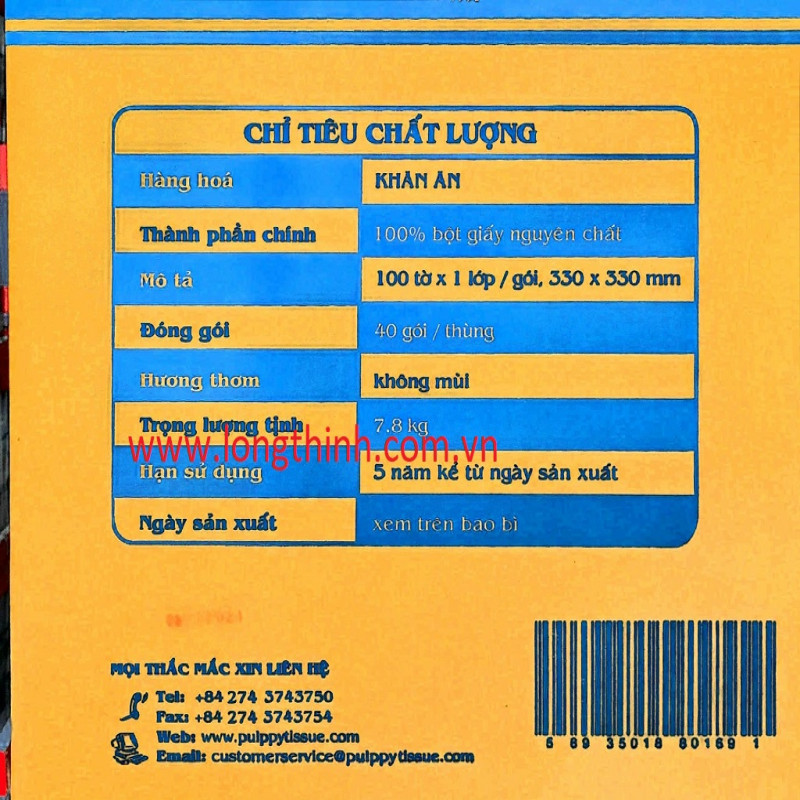 CHỈ TIÊU CHẤT LƯỢNG
Hàng hoá KHĂN ĂN
Thành phần chính 100% bột giấy nguyên chất
Mô tả 100 tờ x 1 lớp / gói, 330 x 330 mm
Đóng gói 40 gói / thùng
Hương thơm không mùi
Trọng lượng tịnh 7.8 kg
www.longthinh.com.vn
Hạn sử dụng 5 năm kể từ ngày sản xuất
Ngày sản xuất xem trên bao bì
MỌI THẮC MẮC XIN LIÊN HỆ
Tel: +84 274 3743750
Fax: +84 274 3743754
Web: www.pulppytissue.com
Email: customerservice@pulppytissue.com
5 69 35018 80169 1